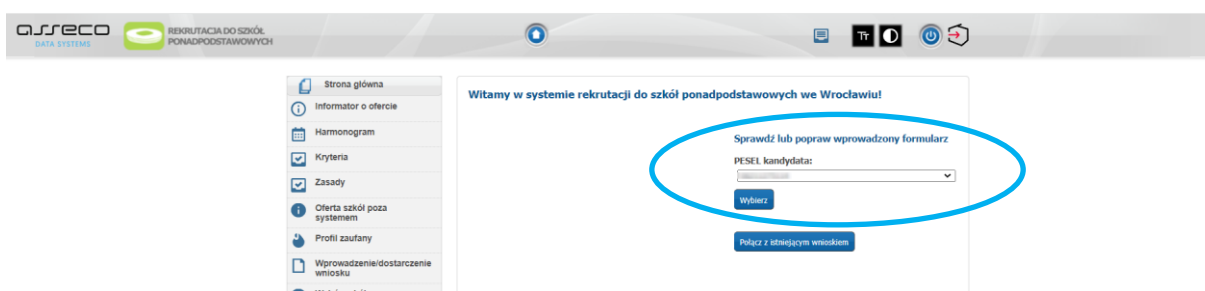 asseco
DATA SYSTEMS
REKRUTACJA DO SZKÓŁ
PONADPODSTAWOWYCH
Tт
Strona główna
Informator o ofercie
Harmonogram
Kryteria
Zasady
Oferta szkół poza
systemem
Profil zaufany
Wprowadzenie/dostarczenie
wniosku
Witamy w systemie rekrutacji do szkół ponadpodstawowych we Wrocławiu!
Sprawdź lub popraw wprowadzony formularz
PESEL kandydata:
Wybierz
Połącz z istniejącym wnioskiem